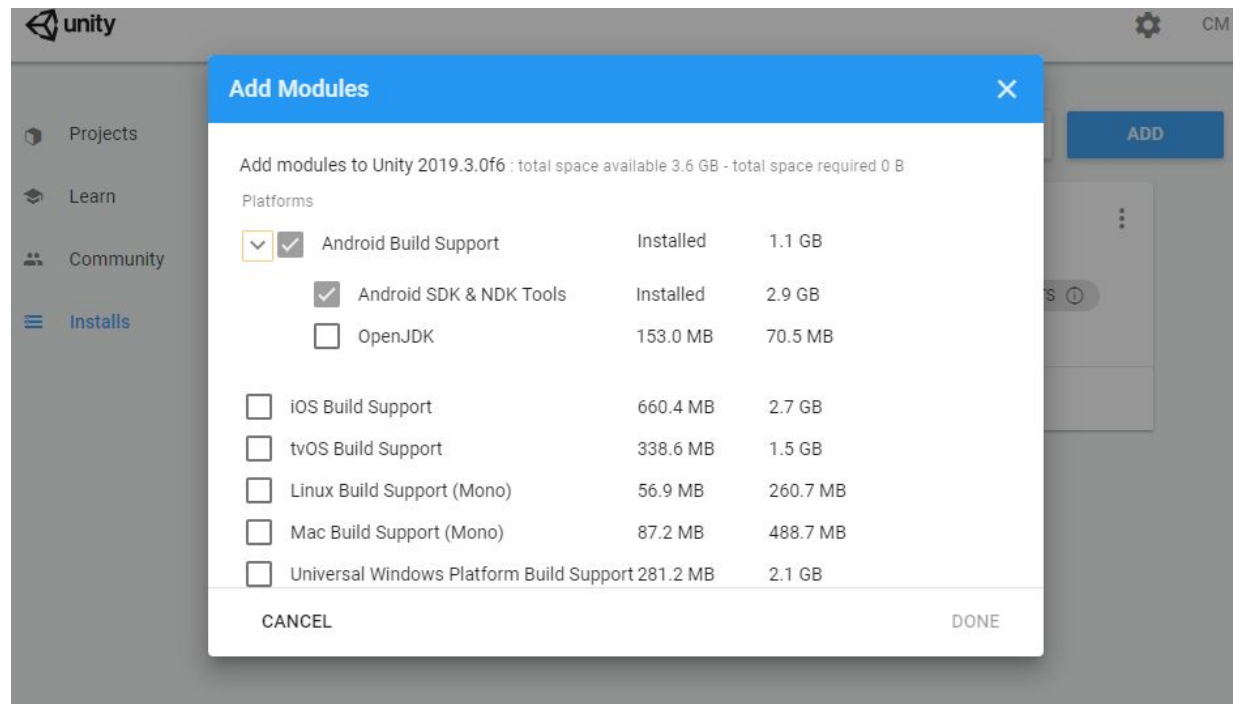 unity
CM
Add Modules
Projects
ADD
Add modules to Unity 2019.3.0f6 : total space available 3.6 GB - total space required 0 B
Learn
Platforms
Android Build Support Installed 1.1 GB
Community
Android SDK & NDK Tools Installed 2.9 GB
Installs
OpenJDK 153.0 MB 70.5 MB
iOS Build Support 660.4 MB 2.7 GB
tvOS Build Support 338.6 MB 1.5 GB
Linux Build Support (Mono) 56.9 MB 260.7 MB
Mac Build Support (Mono) 87.2 MB 488.7 MB
Universal Windows Platform Build Support 281.2 MB 2.1 GB
CANCEL DONE